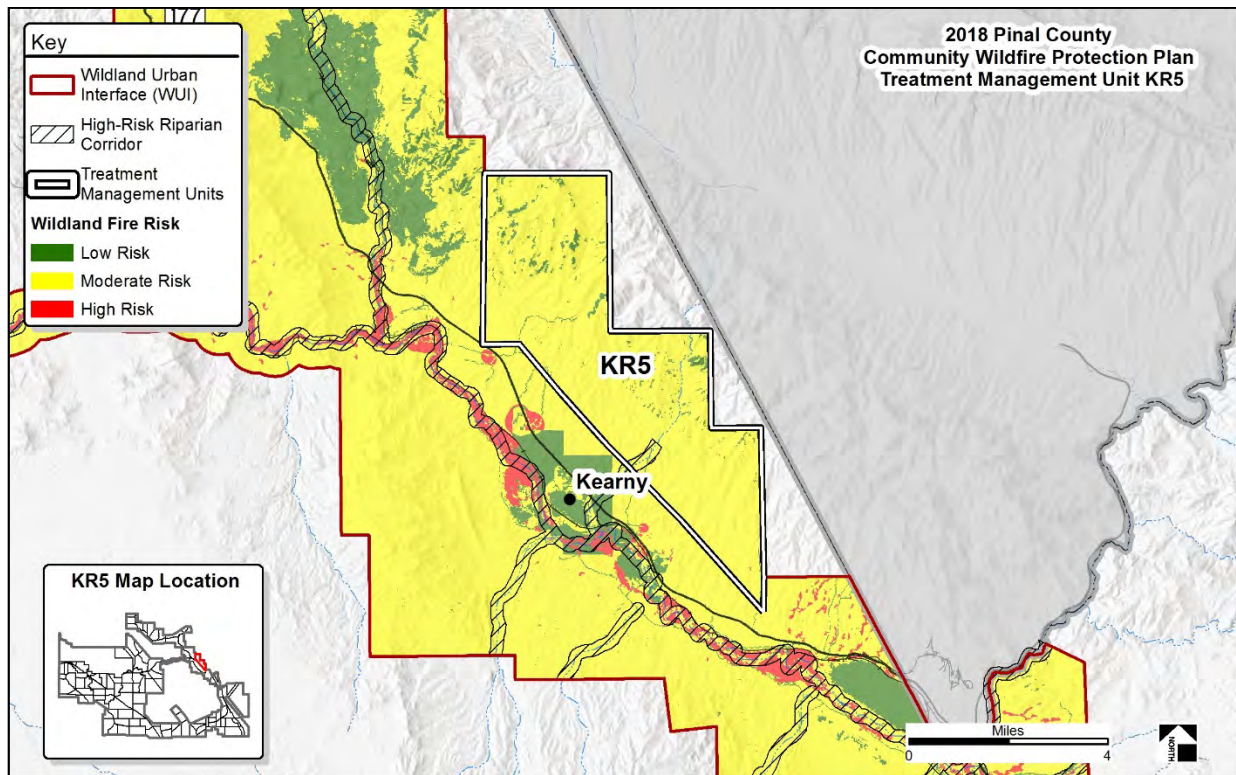 177
Key
Wildland Urban
Interface (WUI)
High-Risk Riparian
Corridor
Treatment
Management Units
Wildland Fire Risk
Low Risk
Moderate Risk
High Risk
2018 Pinal County
Community Wildfire Protection Plan
Treatment Management Unit KR5
KR5
Kearny
KR5 Map Location
Miles
0 4
NORTH